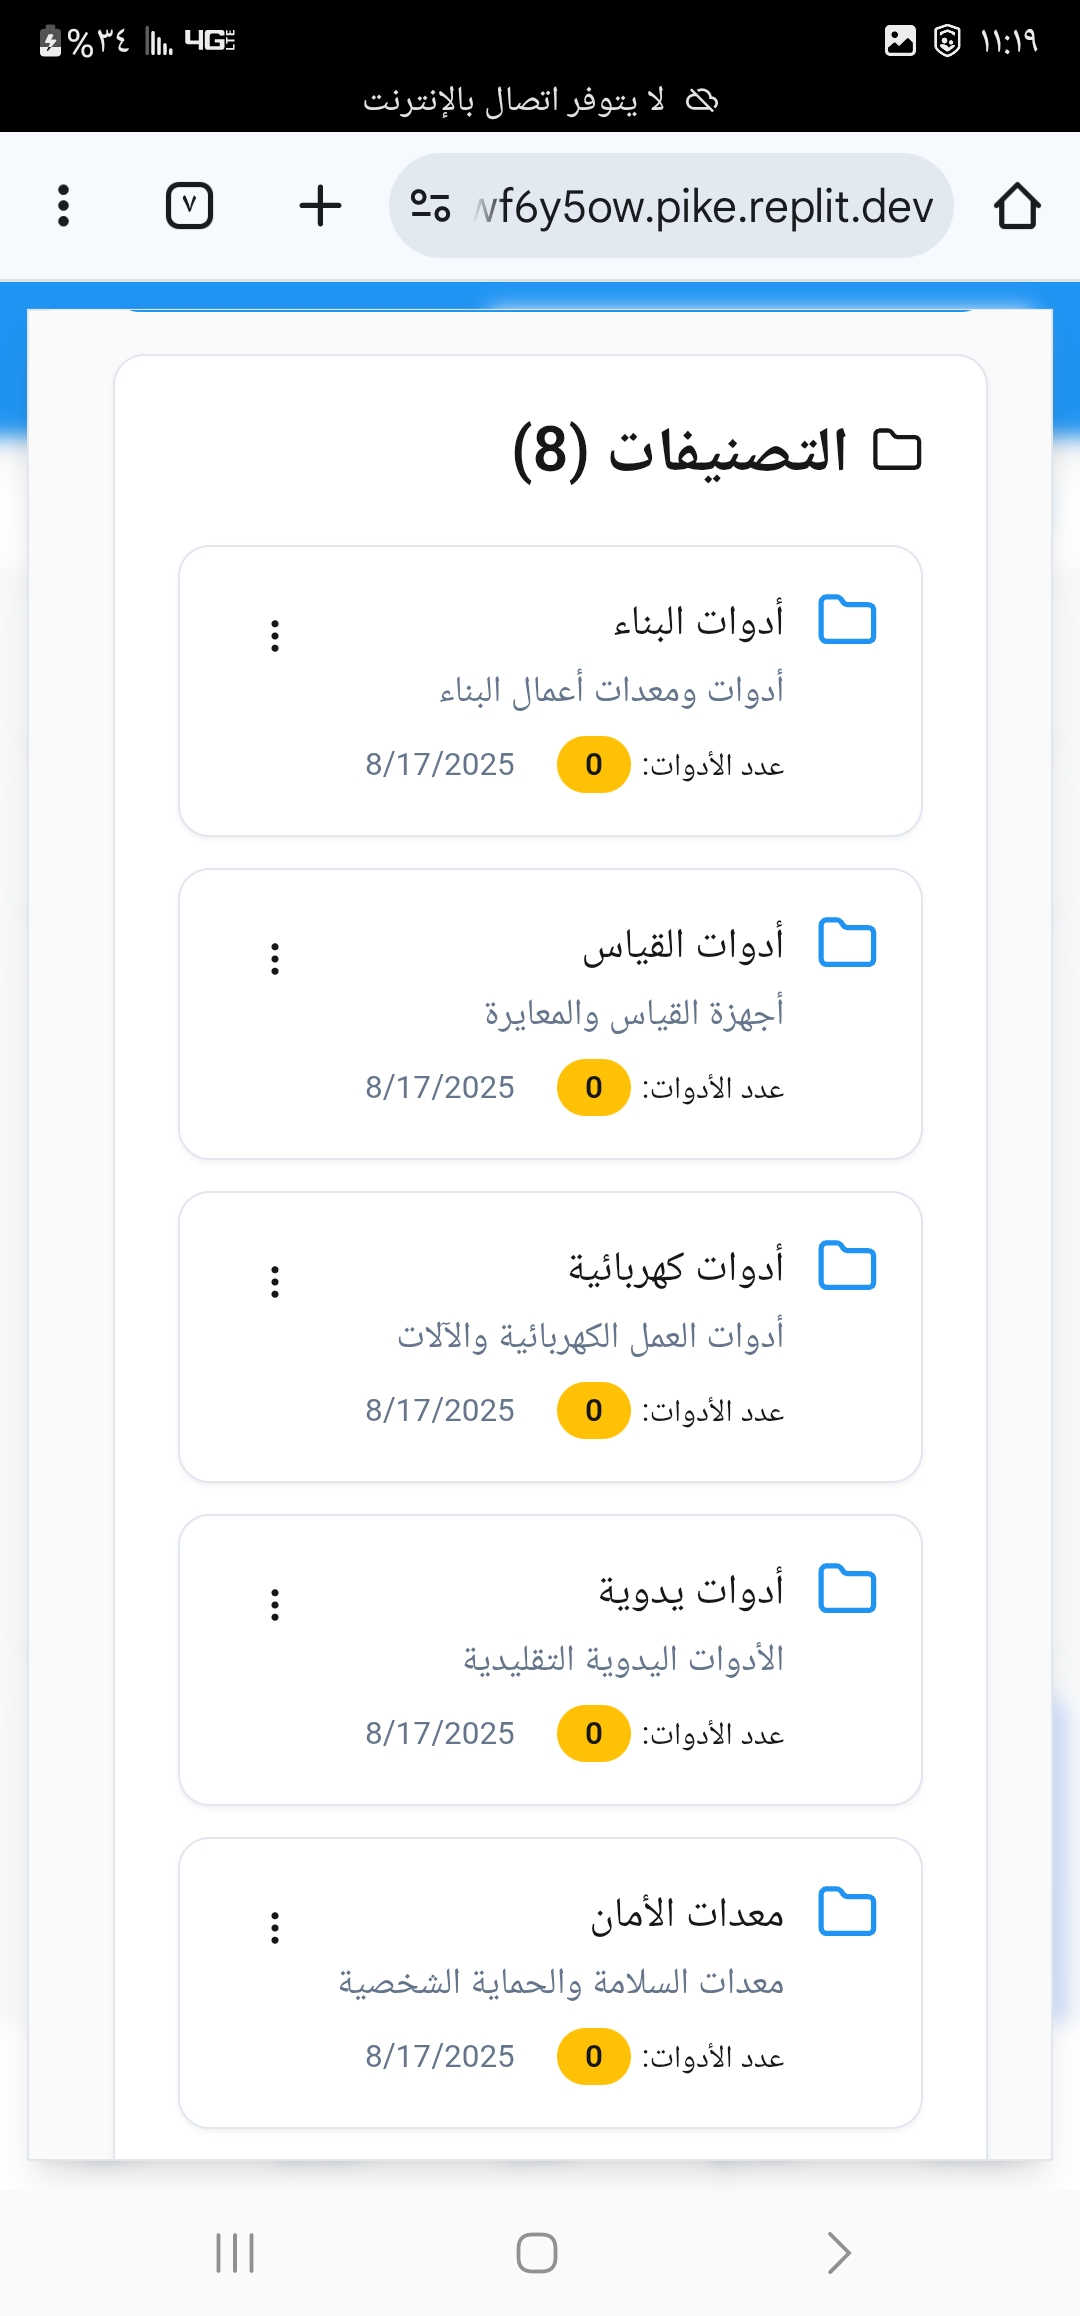 ١١:١٩ 4G LTE %٣٤
لا يتوفر اتصال بالإنترنت
wf6y5ow.pike.replit.dev ٧
التصنيفات (8)
أدوات البناء
أدوات ومعدات أعمال البناء
عدد الأدوات: 0 8/17/2025
أدوات القياس
أجهزة القياس والمعايرة
عدد الأدوات: 0 8/17/2025
أدوات كهربائية
أدوات العمل الكهربائية والآلات
عدد الأدوات: 0 8/17/2025
أدوات يدوية
الأدوات اليدوية التقليدية
عدد الأدوات: 0 8/17/2025
معدات الأمان
معدات السلامة والحماية الشخصية
عدد الأدوات: 0 8/17/2025